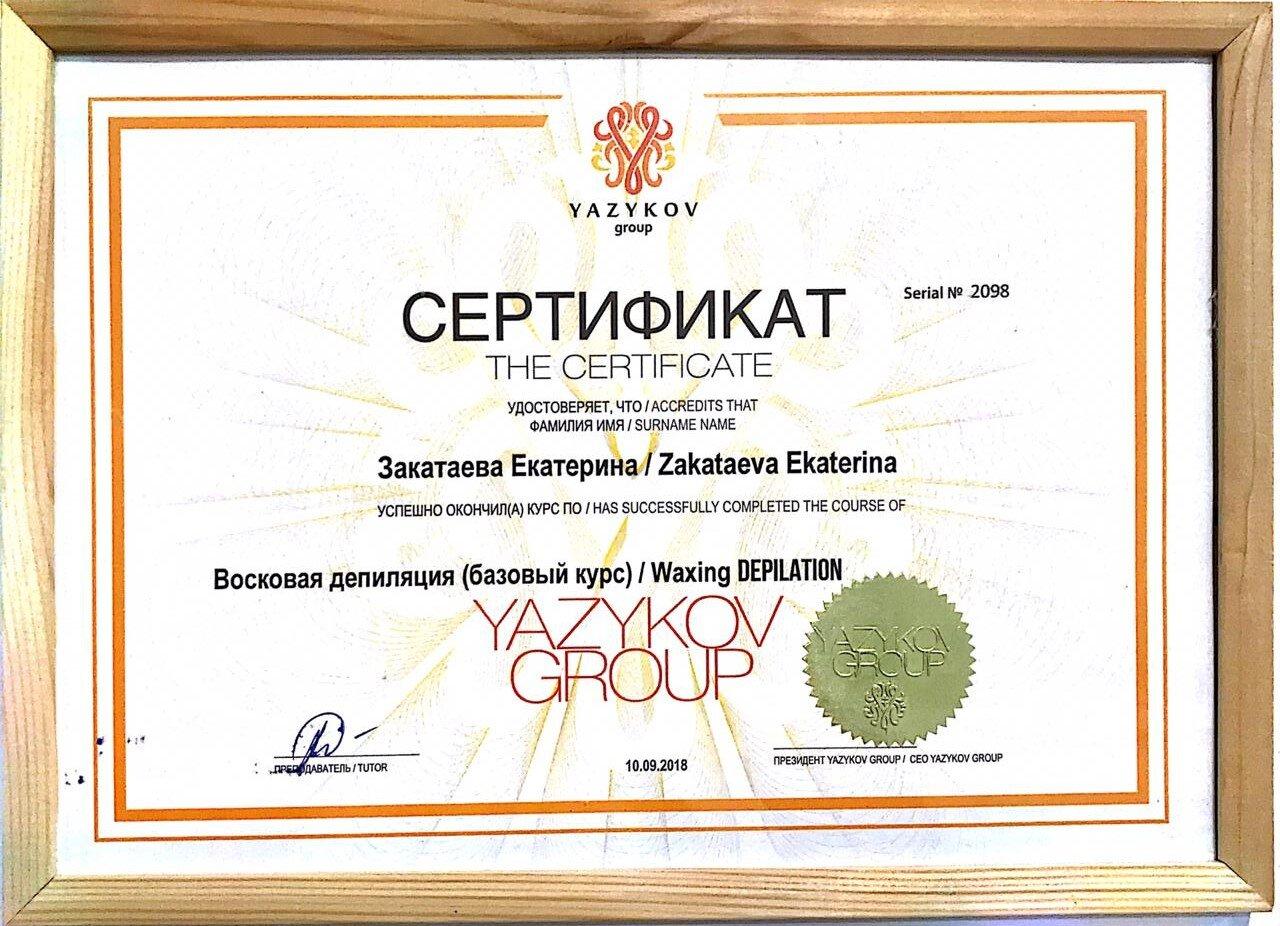 YAZYKOV
group
СЕРТИФИКАТ
Serial № 2098
THE CERTIFICATE
УДОСТОВЕРЯЕТ, ЧТО / ACCREDITS THAT
ФАМИЛИЯ ИМЯ / SURNAME NAME
Закатаева Екатерина / Zakataeva Ekaterina
УСПЕШНО ОКОНЧИЛ(А) КУРС ПО / HAS SUCCESSFULLY COMPLETED THE COURSE OF
Восковая депиляция (базовый курс) / Waxing DEPILATION
YAZYKOV
GROUP
YAZYKOV
GROUP
ПРЕПОДАВАТЕЛЬ / TUTOR
10.09.2018
ПРЕЗИДЕНТ YAZYKOV GROUP / CEO YAZYKOV GROUP